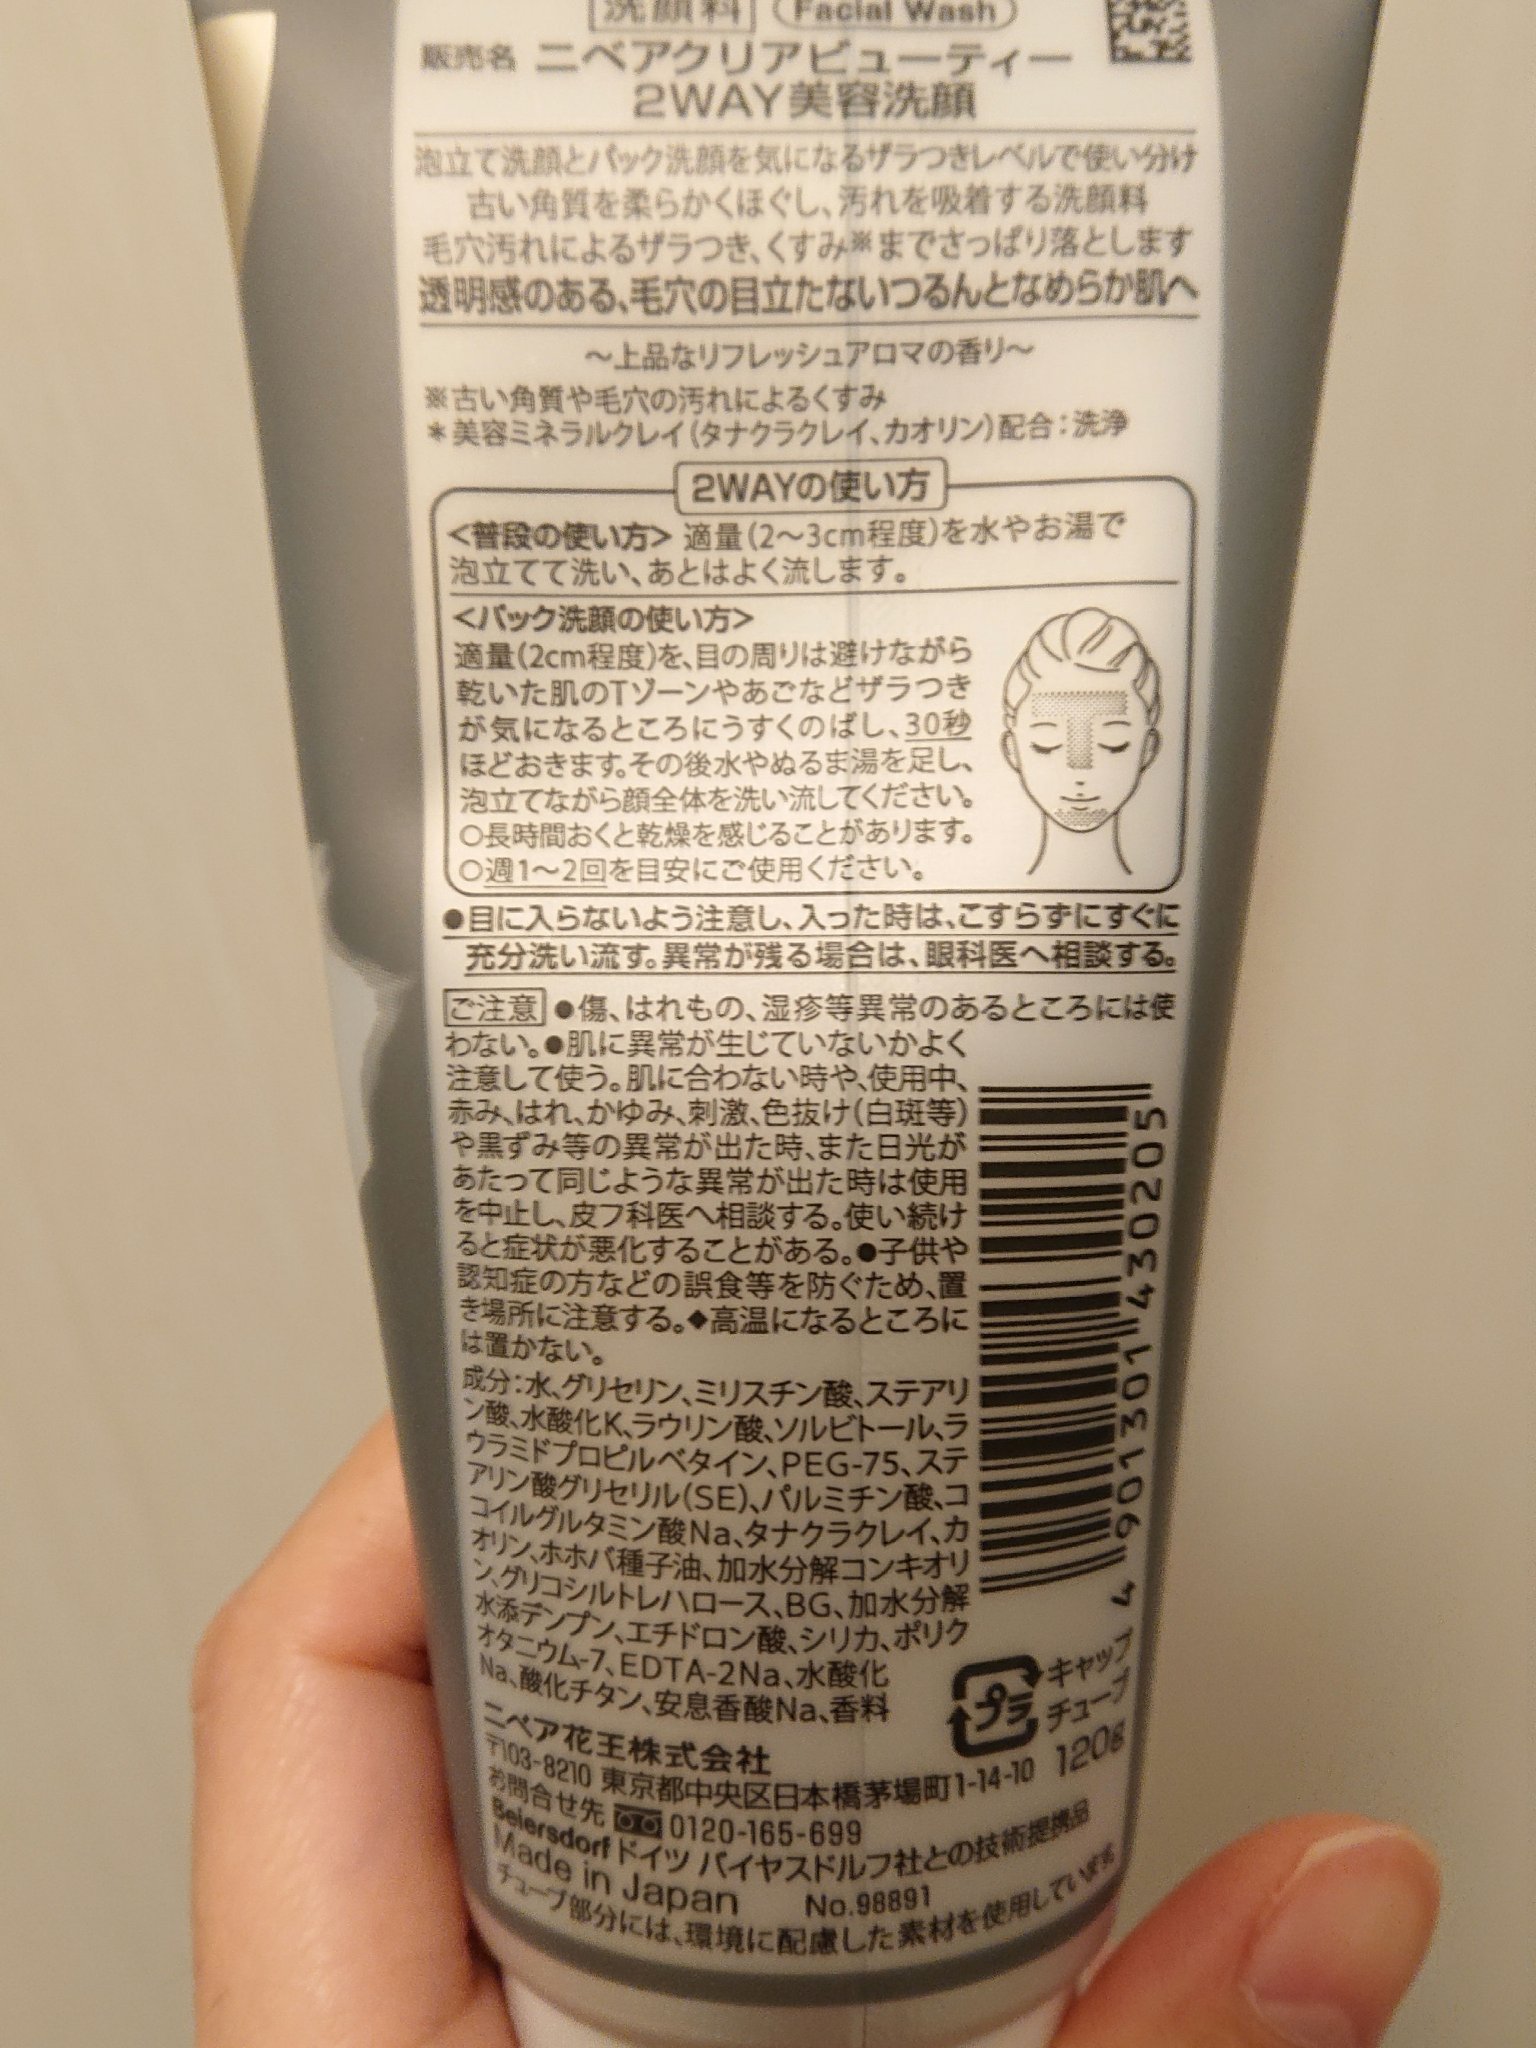 洗顔料 Facial Wash
販売名 ニベアクリアビューティー
2WAY美容洗顔
泡立て洗顔とパック洗顔を気になるザラつきレベルで使い分け
古い角質を柔らかくほぐし、汚れを吸着する洗顔料
毛穴汚れによるザラつき、くすみ※までさっぱり落とします
透明感のある、毛穴の目立たないつるんとなめらか肌へ
～上品なリフレッシュアロマの香り～
※古い角質や毛穴の汚れによるくすみ
＊美容ミネラルクレイ（タナクラクレイ、カオリン）配合：洗浄
2WAYの使い方
<普段の使い方> 適量（2～3cm程度）を水やお湯で
泡立てて洗い、あとはよく流します。
<パック洗顔の使い方>
適量（2cm程度）を、目の周りは避けながら
乾いた肌のTゾーンやあごなどザラつき
が気になるところにうすくのばし、30秒
ほどおきます。その後水やぬるま湯を足し、
泡立てながら顔全体を洗い流してください。
○長時間おくと乾燥を感じることがあります。
○週1～2回を目安にご使用ください。
●目に入らないよう注意し、入った時は、こすらずにすぐに
充分洗い流す。異常が残る場合は、眼科医へ相談する。
ご注意 ●傷、はれもの、湿疹等異常のあるところには使
わない。●肌に異常が生じていないかよく
注意して使う。肌に合わない時や、使用中、
赤み、はれ、かゆみ、刺激、色抜け（白斑等）
や黒ずみ等の異常が出た時、また日光が
あたって同じような異常が出た時は使用
を中止し、皮フ科医へ相談する。使い続け
ると症状が悪化することがある。●子供や
認知症の方などの誤食等を防ぐため、置
き場所に注意する。◆高温になるところに
は置かない。
成分：水、グリセリン、ミリスチン酸、ステアリ
ン酸、水酸化K、ラウリン酸、ソルビトール、ラ
ウラミドプロピルベタイン、PEG-75、ステ
アリン酸グリセリル（SE）、パルミチン酸、コ
コイルグルタミン酸Na、タナクラクレイ、カ
オリン、ホホバ種子油、加水分解コンキオリ
ン、グリコシルトレハロース、BG、加水分解
水添デンプン、エチドロン酸、シリカ、ポリク
オタニウム-7、EDTA-2Na、水酸化
Na、酸化チタン、安息香酸Na、香料
4 901301 430205
プラ
キャップ
チューブ
120g
ニベア花王株式会社
〒103-8210 東京都中央区日本橋茅場町1-14-10
お問合せ先 0120-165-699
Beiersdorf ドイツ バイヤスドルフ社との技術提携品
Made in Japan No.98891
チューブ部分には、環境に配慮した素材を使用しています